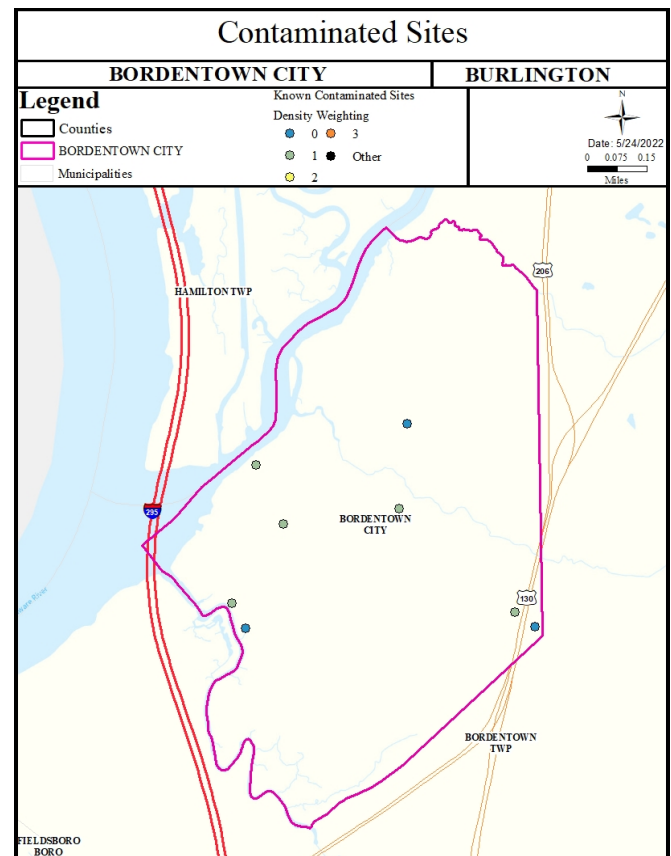 Contaminated Sites
BORDENTOWN CITY
BURLINGTON
Legend
Counties
BORDENTOWN CITY
Municipalities
Known Contaminated Sites
Density Weighting
0
3
1
Other
2
N
Date: 5/24/2022
0 0.075 0.15
Miles
206
HAMILTON TWP
295
BORDENTOWN
CITY
130
River
BORDENTOWN
TWP
FIELDSBORO
BORO